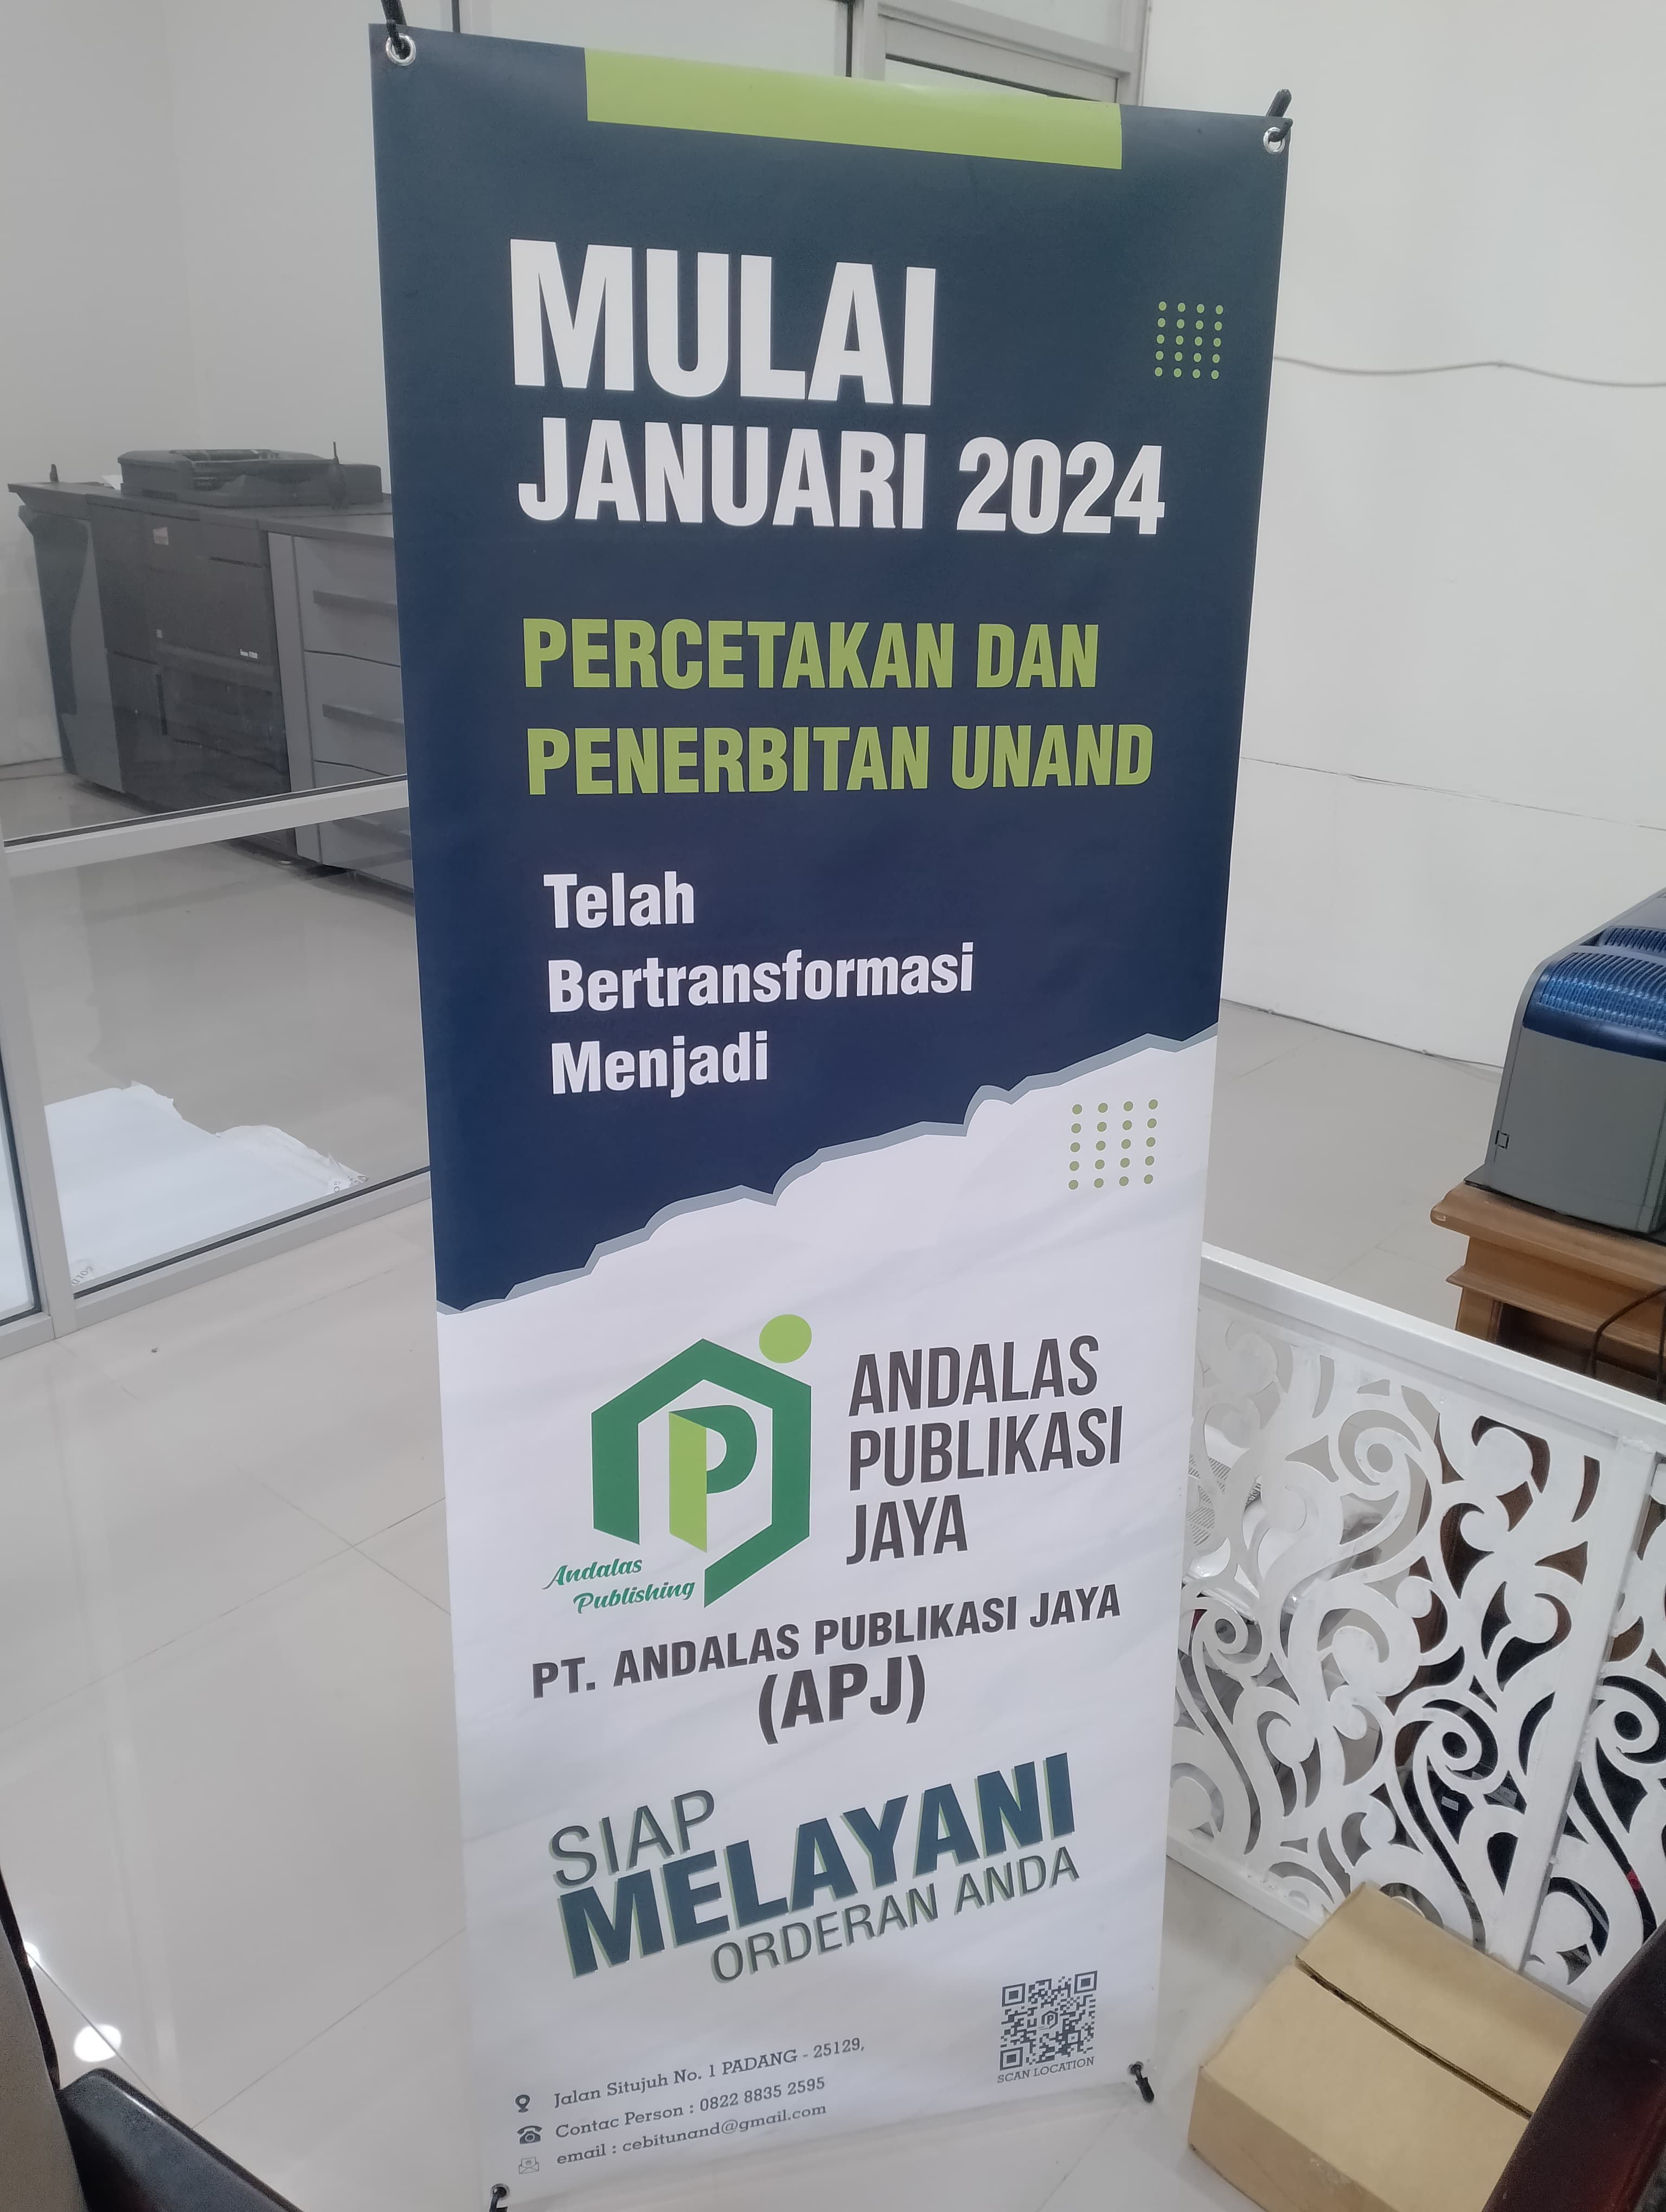 MULAI
JANUARI 2024
PERCETAKAN DAN
PENERBITAN UNAND
Telah
Bertransformasi
Menjadi
ANDALAS
PUBLIKASI
JAYA
Andalas
Publishing
PT. ANDALAS PUBLIKASI JAYA
(APJ)
SIAP
MELAYANI
ORDERAN ANDA
SCAN LOCATION
Jalan Situjuh No. 1 PADANG - 25129,
Contac Person : 0822 8835 2595
email : cebitunand@gmail.com